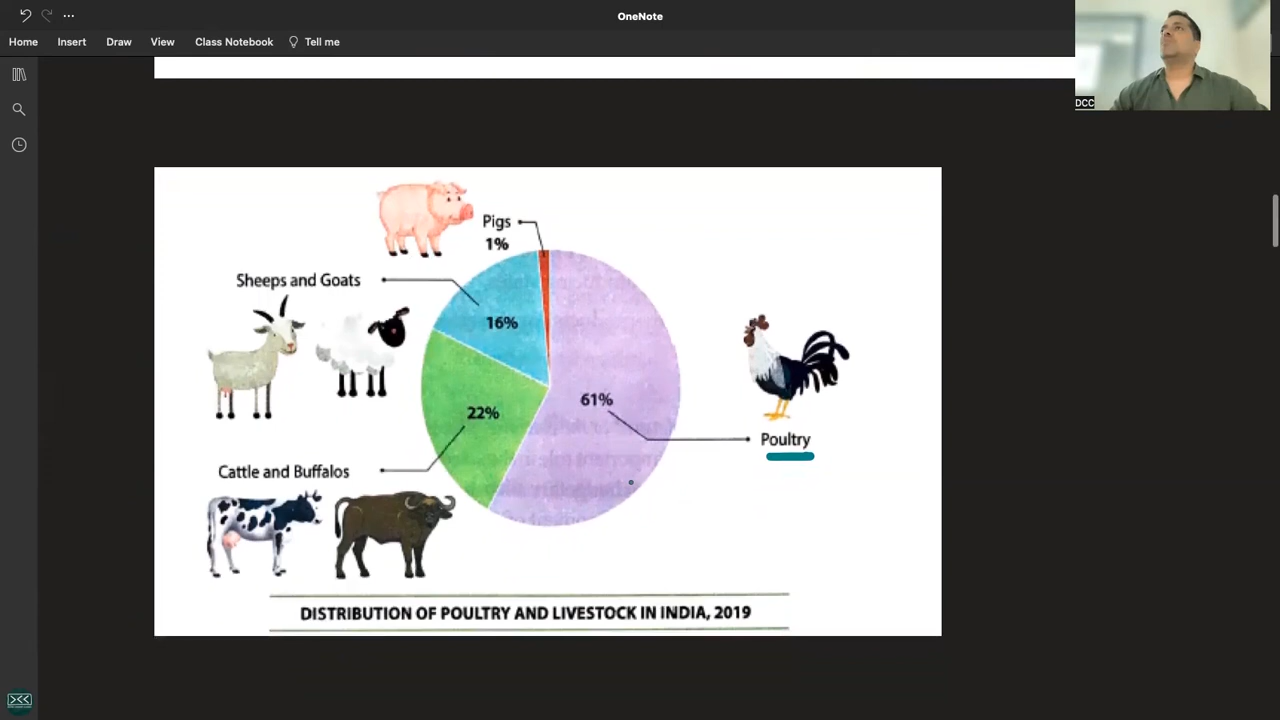 OneNote
Home Insert Draw View Class Notebook Tell me
DCC
Pigs
1%
Sheeps and Goats
16%
61%
22%
Poultry
Cattle and Buffalos
DISTRIBUTION OF POULTRY AND LIVESTOCK IN INDIA, 2019